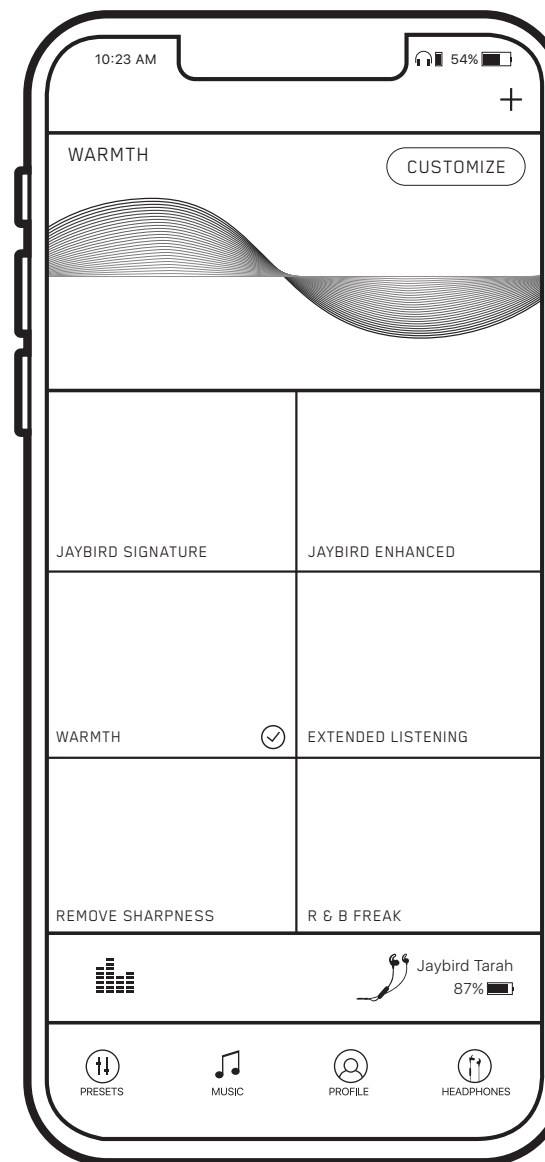 10:23 AM 54%
+
WARMTH
CUSTOMIZE
JAYBIRD SIGNATURE
JAYBIRD ENHANCED
WARMTH
EXTENDED LISTENING
REMOVE SHARPNESS
R & B FREAK
Jaybird Tarah
87%
PRESETS
MUSIC
PROFILE
HEADPHONES